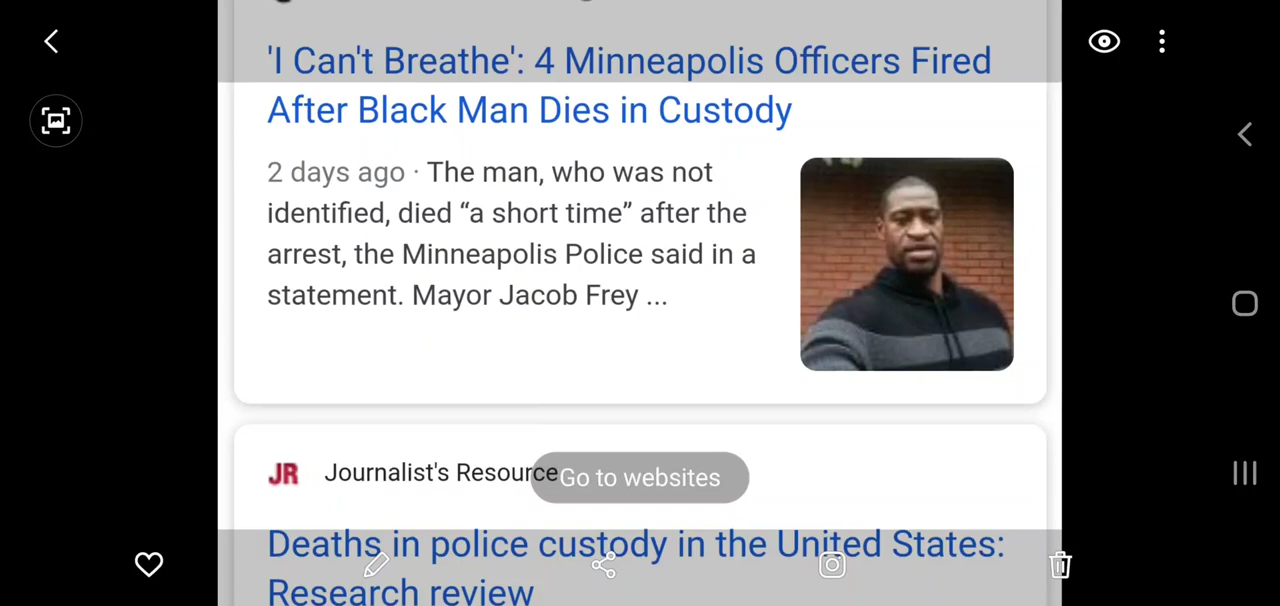 'I Can't Breathe': 4 Minneapolis Officers Fired
After Black Man Dies in Custody
2 days ago · The man, who was not
identified, died “a short time” after the
arrest, the Minneapolis Police said in a
statement. Mayor Jacob Frey ...
JR Journalist's Resource
Go to websites
Deaths in police custody in the United States:
Research review